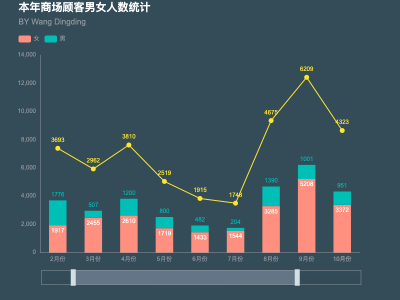 本年商场顾客男女人数统计
BY Wang Dingding
女 男
14,000
12,000
10,000
8,000
6,000
4,000
2,000
0
3693 2962 3810 2519 1915 1748 4675 6209 4323
1776 507 1200 800 482 204 1390 1001 951
1917 2455 2610 1719 1433 1544 3285 5208 3372
2月份 3月份 4月份 5月份 6月份 7月份 8月份 9月份 10月份